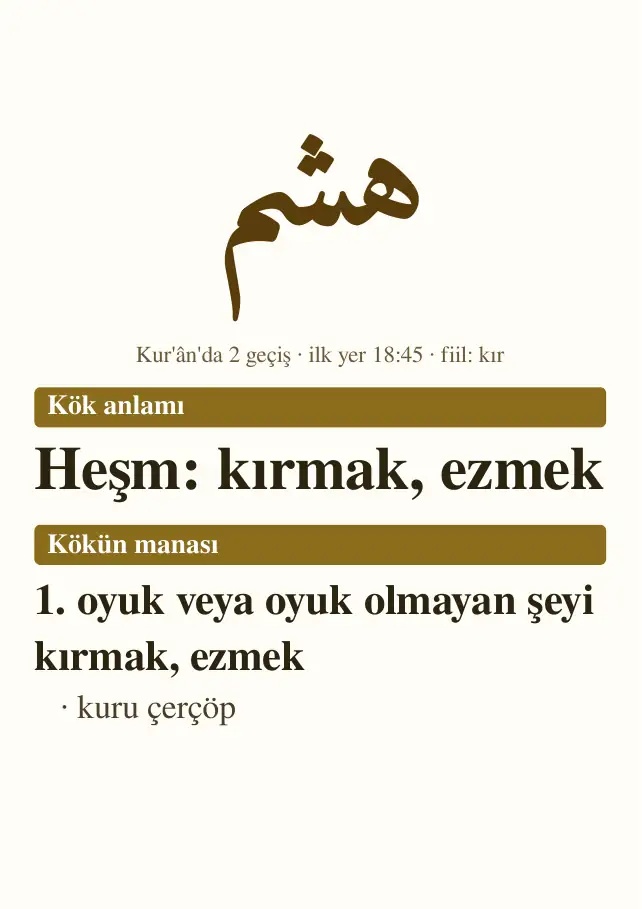 هشم
Kur'ân'da 2 geçiş · ilk yer 18:45 · fiil: kır
Kök anlamı
Heşm: kırmak, ezmek
Kökün manası
1. oyuk veya oyuk olmayan şeyi
kırmak, ezmek
· kuru çerçöp